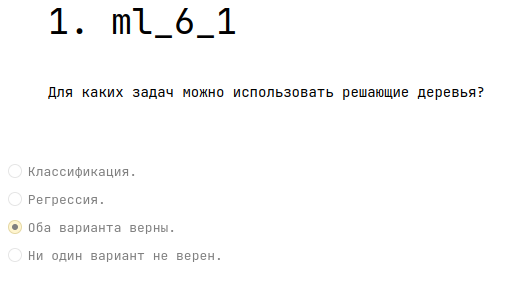 1. ml_6_1
Для каких задач можно использовать решающие деревья?
Классификация.
Регрессия.
Оба варианта верны.
Ни один вариант не верен.